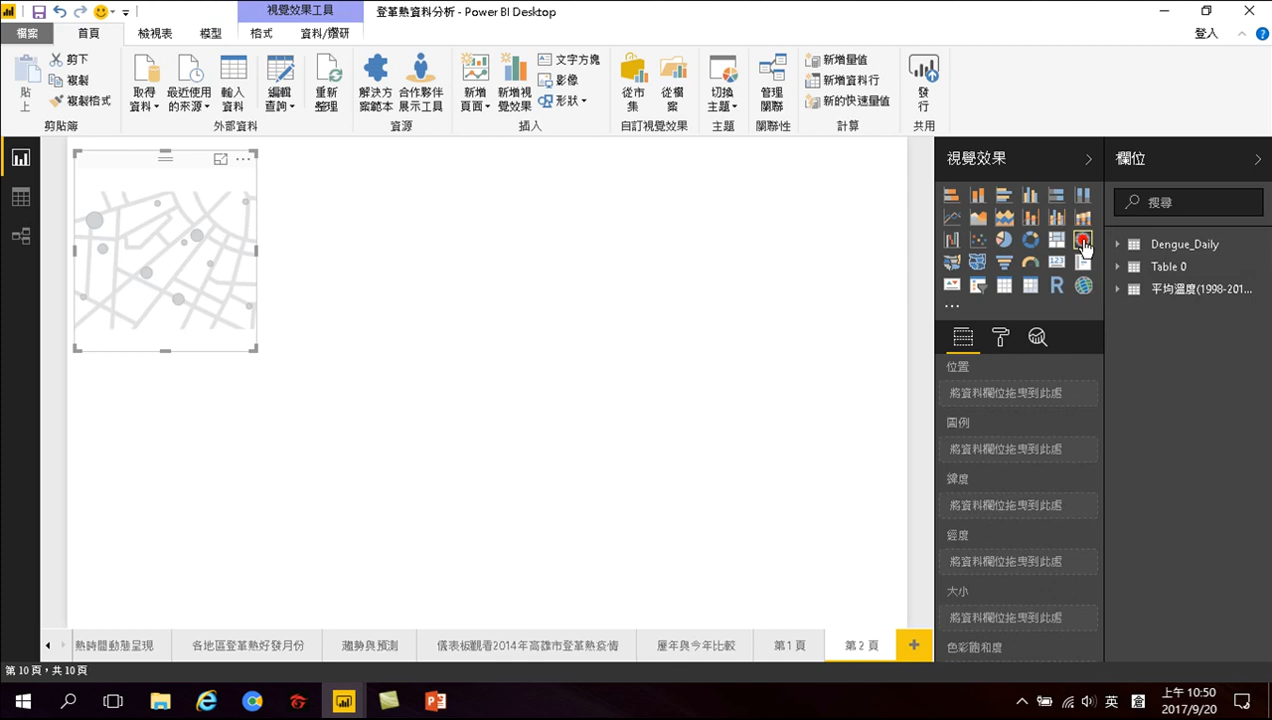 視覺效果工具
登革熱資料分析 - Power BI Desktop
檔案
首頁
檢視表
模型
格式
資料/鑽研
登入
貼上
剪下
複製
複製格式
取得資料
最近使用的來源
輸入資料
編輯查詢
重新整理
解決方案範本
合作夥伴展示工具
新增頁面
新增視覺效果
文字方塊
影像
形狀
從市集
從檔案
切換主題
管理關聯
新增量值
新增資料行
新的快速量值
發行
剪貼簿
外部資料
資源
插入
自訂視覺效果
主題
關聯性
計算
共用
視覺效果
欄位
搜尋
Dengue_Daily
Table 0
平均溫度(1998-201...
123
R
位置
將資料欄位拖曳到此處
圖例
將資料欄位拖曳到此處
緯度
將資料欄位拖曳到此處
經度
將資料欄位拖曳到此處
大小
將資料欄位拖曳到此處
色彩飽和度
熱時間動態呈現
各地區登革熱好發月份
趨勢與預測
儀表板觀看2014年高雄市登革熱疫情
歷年與今年比較
第 1 頁
第 2 頁
第 10 頁，共 10 頁
英
倉
上午 10:50
2017/9/20